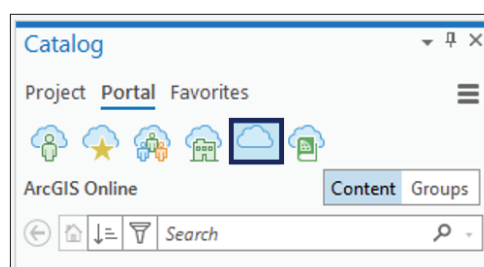 Catalog
Project Portal Favorites
ArcGIS Online Content Groups
Search